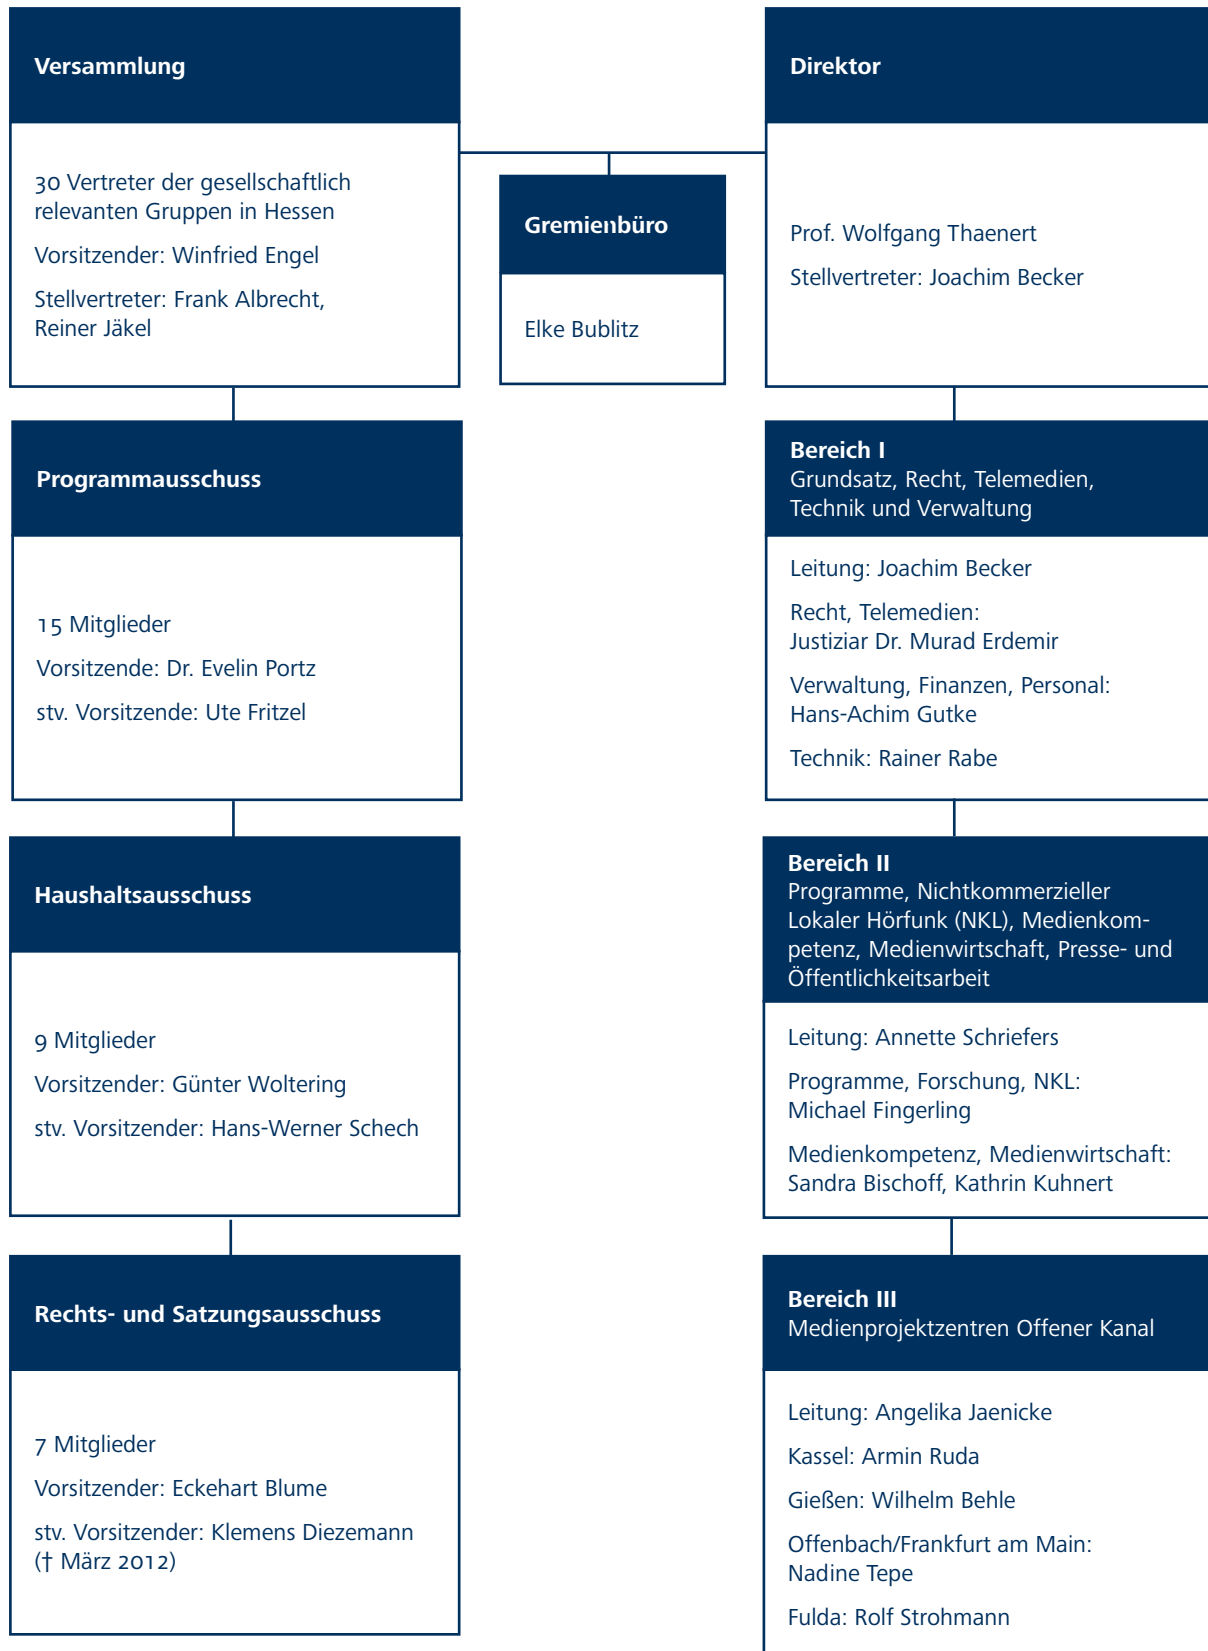 Versammlung
30 Vertreter der gesellschaftlich
relevanten Gruppen in Hessen
Vorsitzender: Winfried Engel
Stellvertreter: Frank Albrecht,
Reiner Jäkel
Gremienbüro
Elke Bublitz
Direktor
Prof. Wolfgang Thaenert
Stellvertreter: Joachim Becker
Programmausschuss
15 Mitglieder
Vorsitzende: Dr. Evelin Portz
stv. Vorsitzende: Ute Fritzel
Haushaltsausschuss
9 Mitglieder
Vorsitzender: Günter Woltering
stv. Vorsitzender: Hans-Werner Schech
Rechts- und Satzungsausschuss
7 Mitglieder
Vorsitzender: Eckehart Blume
stv. Vorsitzender: Klemens Diezemann
(† März 2012)
Bereich I
Grundsatz, Recht, Telemedien,
Technik und Verwaltung
Leitung: Joachim Becker
Recht, Telemedien:
Justiziar Dr. Murad Erdemir
Verwaltung, Finanzen, Personal:
Hans-Achim Gutke
Technik: Rainer Rabe
Bereich II
Programme, Nichtkommerzieller
Lokaler Hörfunk (NKL), Medienkom-
petenz, Medienwirtschaft, Presse- und
Öffentlichkeitsarbeit
Leitung: Annette Schriefers
Programme, Forschung, NKL:
Michael Fingerling
Medienkompetenz, Medienwirtschaft:
Sandra Bischoff, Kathrin Kuhnert
Bereich III
Medienprojektzentren Offener Kanal
Leitung: Angelika Jaenicke
Kassel: Armin Ruda
Gießen: Wilhelm Behle
Offenbach/Frankfurt am Main:
Nadine Tepe
Fulda: Rolf Strohmann